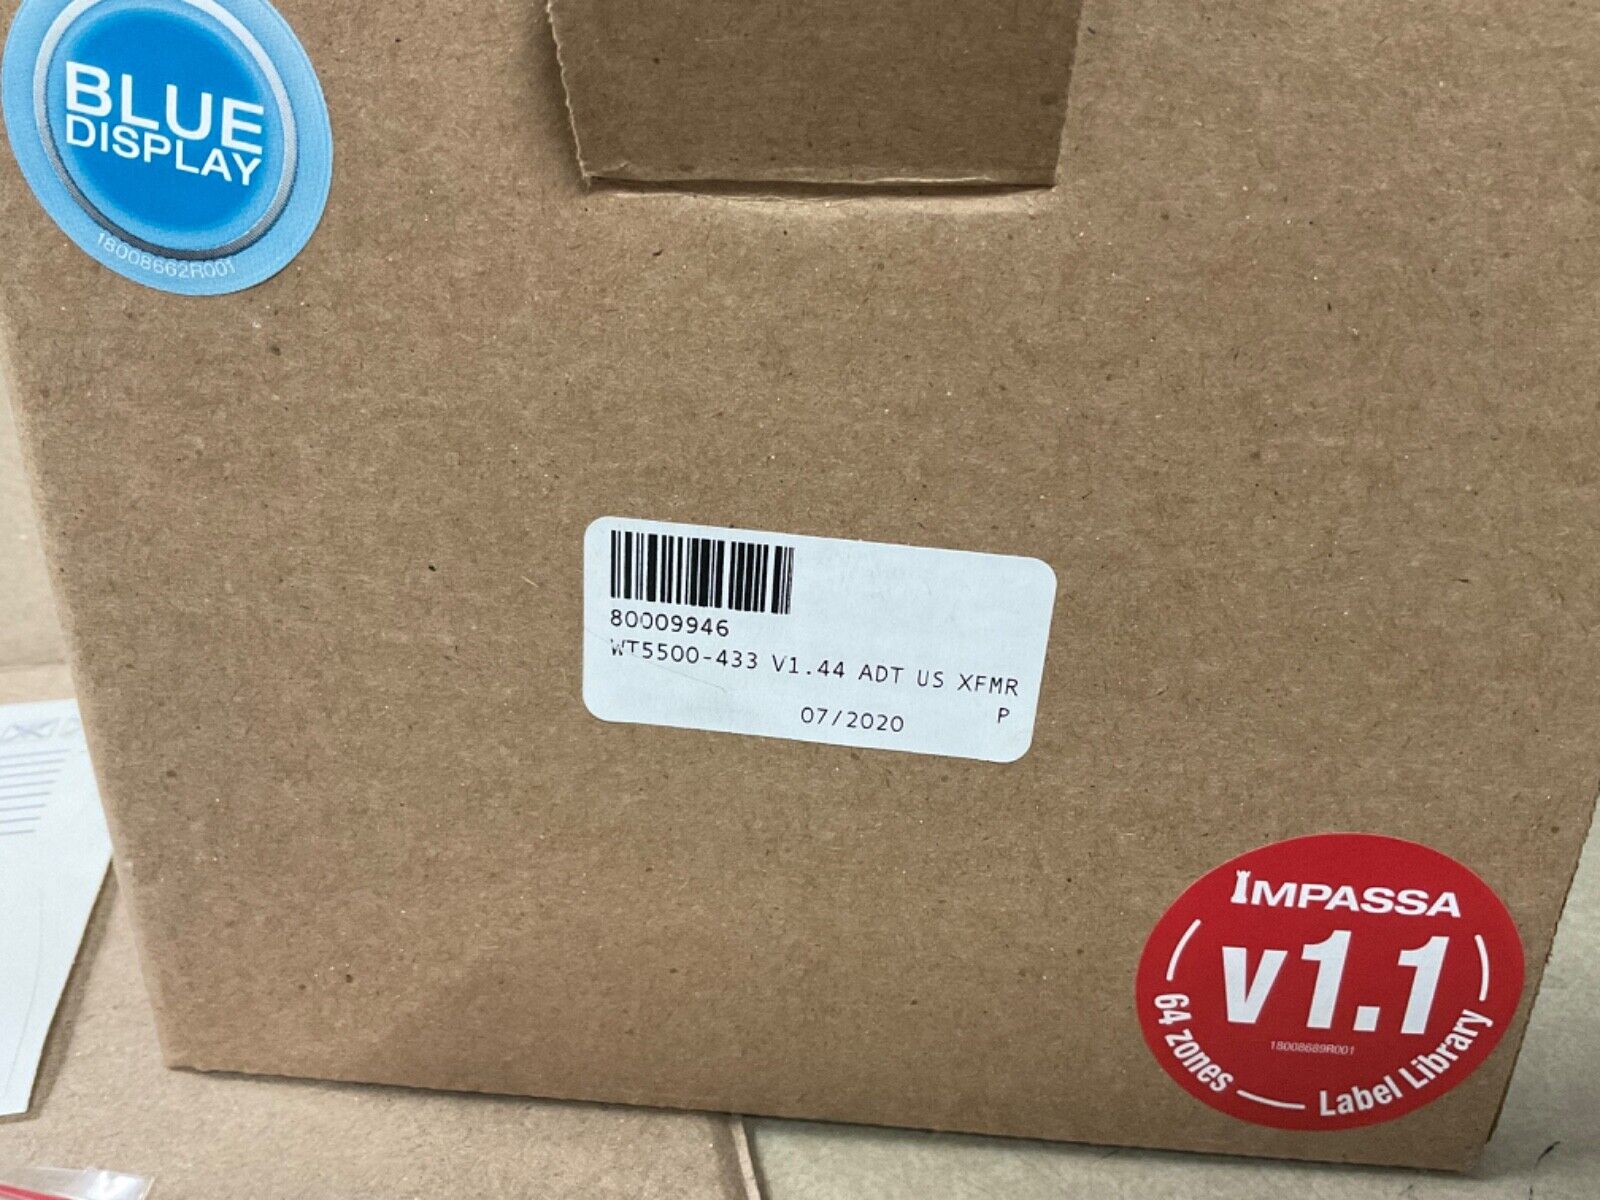 BLUE
DISPLAY
18008662R001
80009946
WT5500-433 V1.44 ADT US XFMR
07/2020 P
IMPASSA
v1.1
18008689R001
64 zones
Label Library